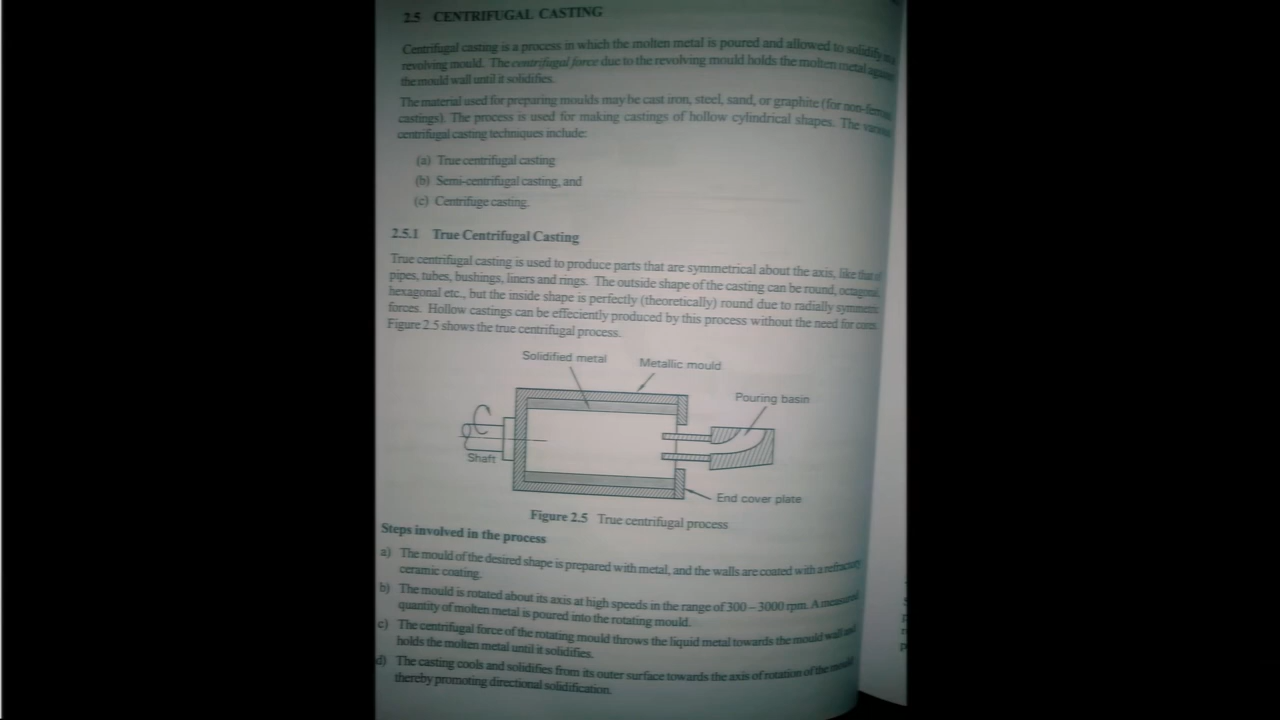 2.5 CENTRIFUGAL CASTING
Centrifugal casting is a process in which the molten metal is poured and allowed to solidify
revolving mould. The centrifugal force due to the revolving mould holds the molten metal
the mould wall until it solidifies.
The material used for preparing moulds may be cast iron, steel, sand, or graphite (for non-
castings). The process is used for making castings of hollow cylindrical shapes. The
centrifugal casting techniques include:
(a) True centrifugal casting
(b) Semi-centrifugal casting, and
(c) Centrifuge casting.
2.5.1 True Centrifugal Casting
True centrifugal casting is used to produce parts that are symmetrical about the axis, like that of
pipes, tubes, bushings, liners and rings. The outside shape of the casting can be round, octagonal,
hexagonal etc., but the inside shape is perfectly (theoretically) round due to radially symmetric
forces. Hollow castings can be effeciently produced by this process without the need for cores.
Figure 2.5 shows the true centrifugal process.
Solidified metal
Metallic mould
Pouring basin
Shaft
End cover plate
Figure 2.5 True centrifugal process
Steps involved in the process
a) The mould of the desired shape is prepared with metal, and the walls are coated with a refractory
ceramic coating.
b) The mould is rotated about its axis at high speeds in the range of 300 – 3000 rpm. A measured
quantity of molten metal is poured into the rotating mould.
c) The centrifugal force of the rotating mould throws the liquid metal towards the mould wall and
holds the molten metal until it solidifies.
d) The casting cools and solidifies from its outer surface towards the axis of rotation of the mould
thereby promoting directional solidification.